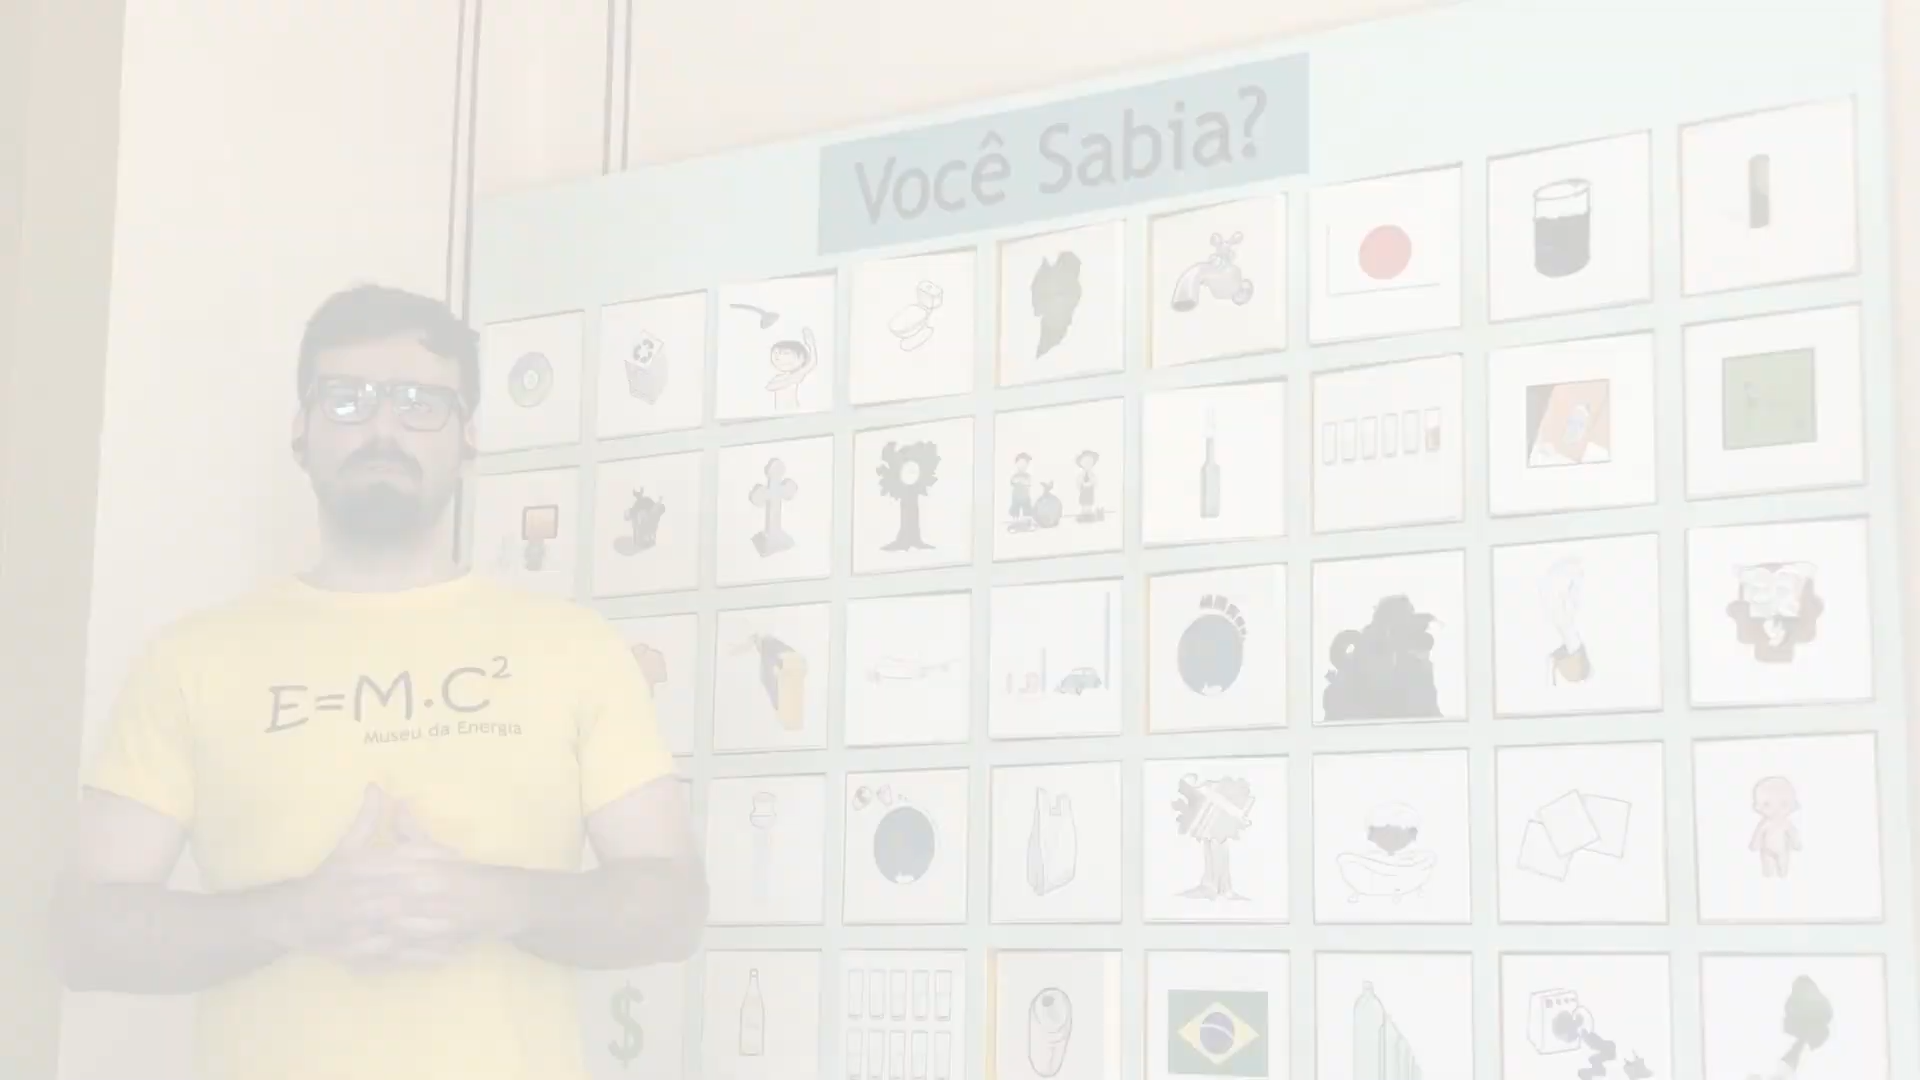 Você Sabia?
E=M.C²
Museu da Energia
$